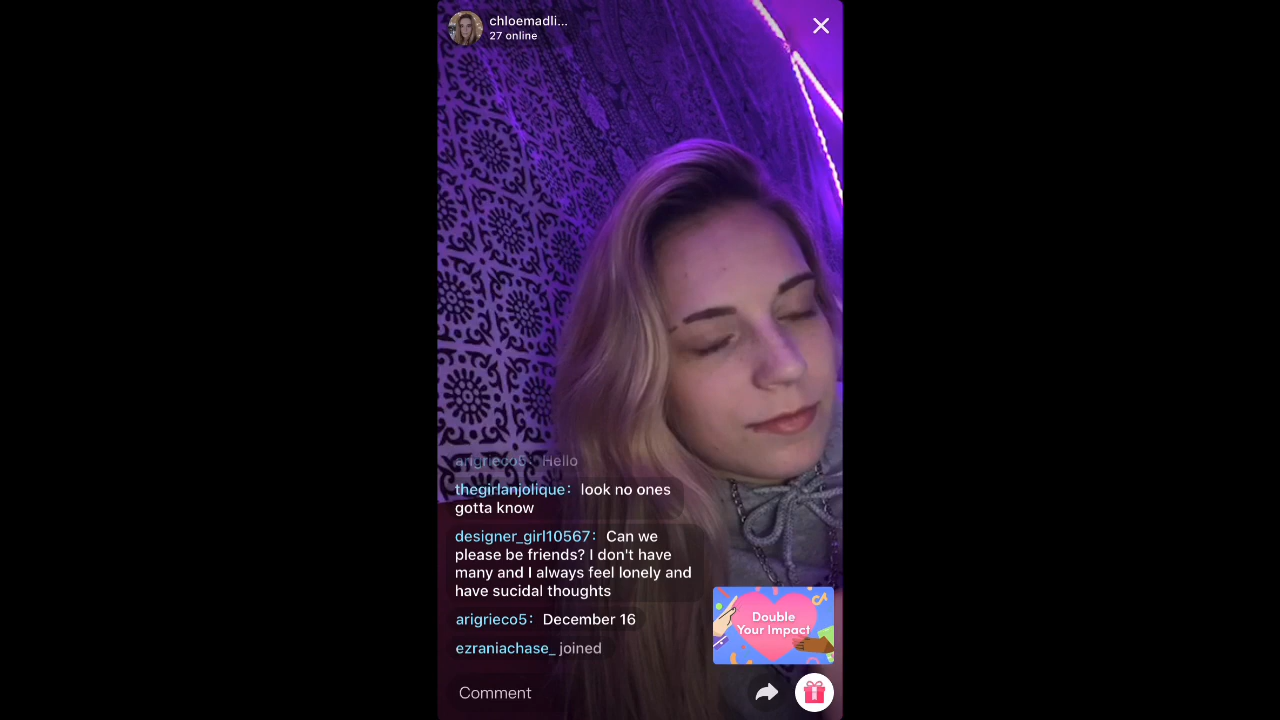 chloemadli...
27 online
arigrieco5: Hello
thegirlanjolique: look no ones
gotta know
designer_girl10567: Can we
please be friends? I don't have
many and I always feel lonely and
have sucidal thoughts
arigrieco5: December 16
ezraniachase_ joined
Double
Your Impact
Comment